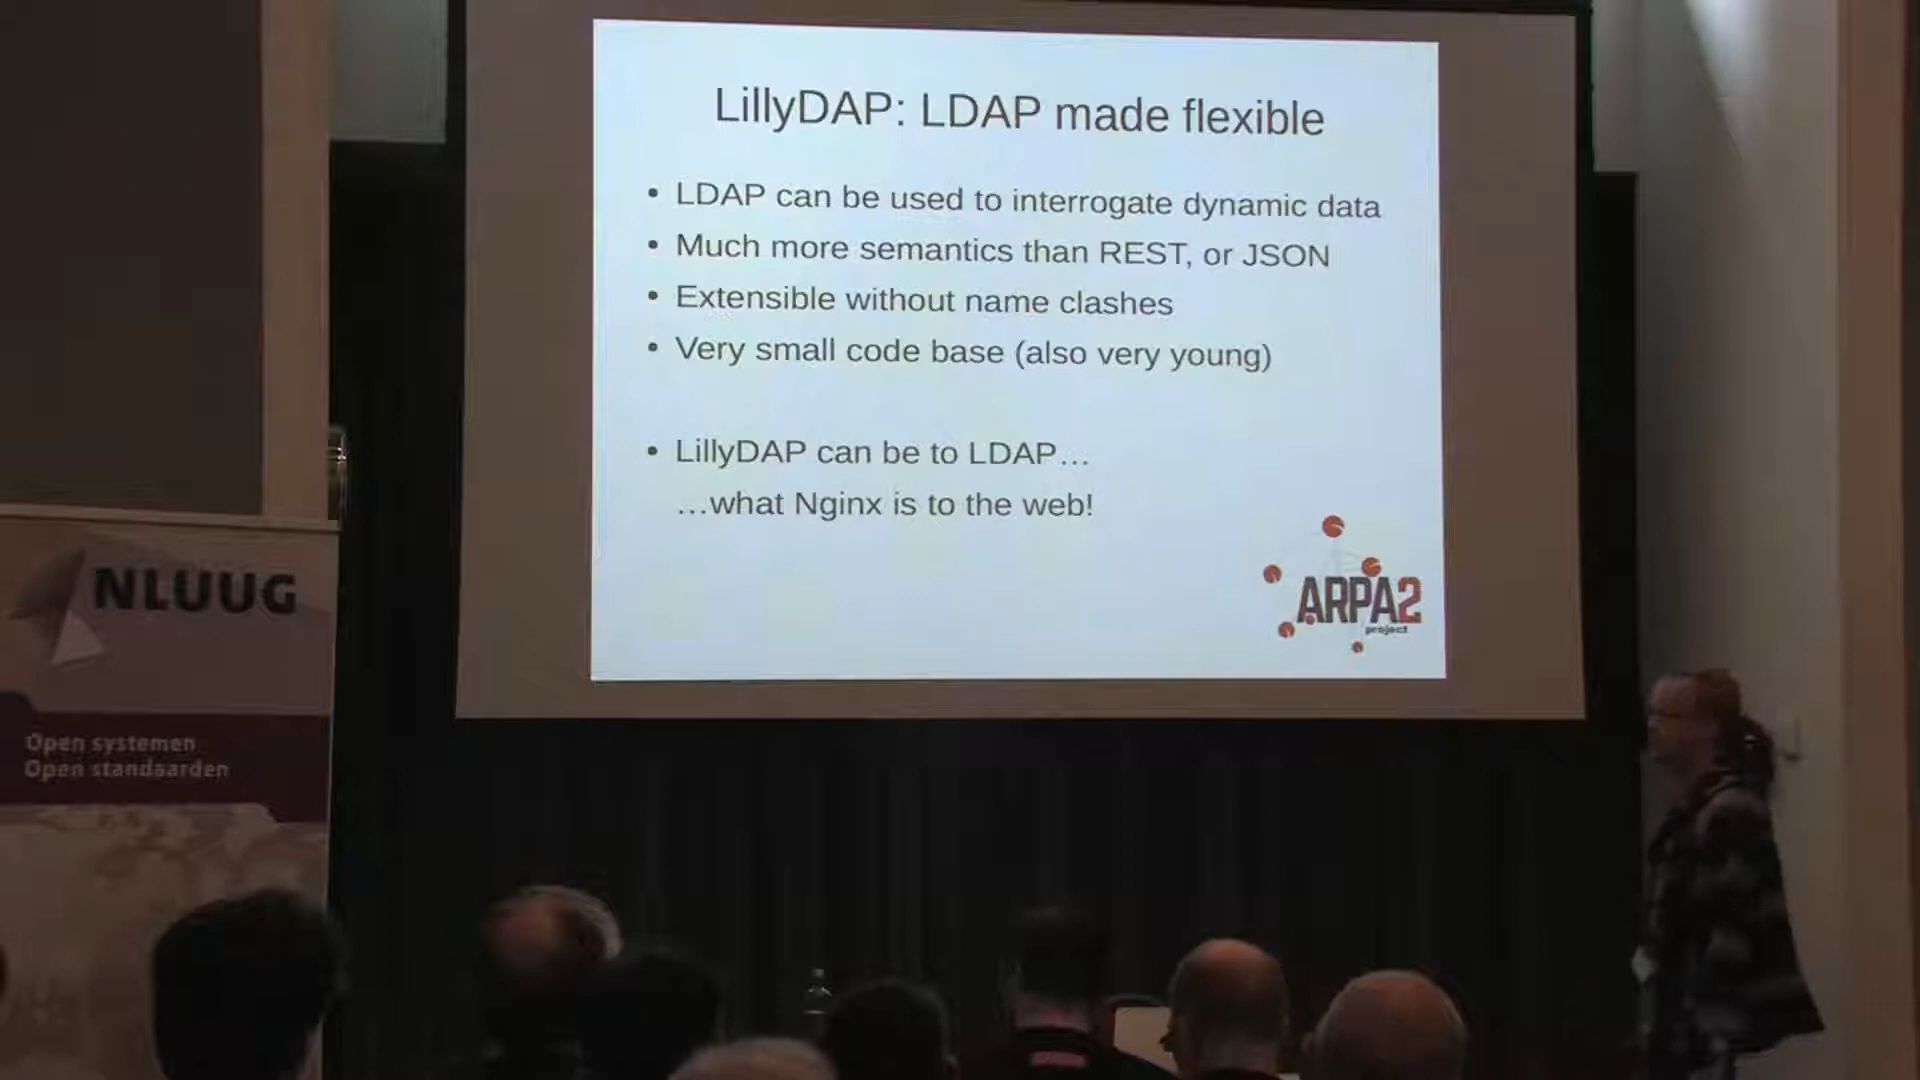 LillyDAP: LDAP made flexible
• LDAP can be used to interrogate dynamic data
• Much more semantics than REST, or JSON
• Extensible without name clashes
• Very small code base (also very young)
• LillyDAP can be to LDAP…
…what Nginx is to the web!
ARPA2
project
NLUUG
Open systemen
Open standaarden